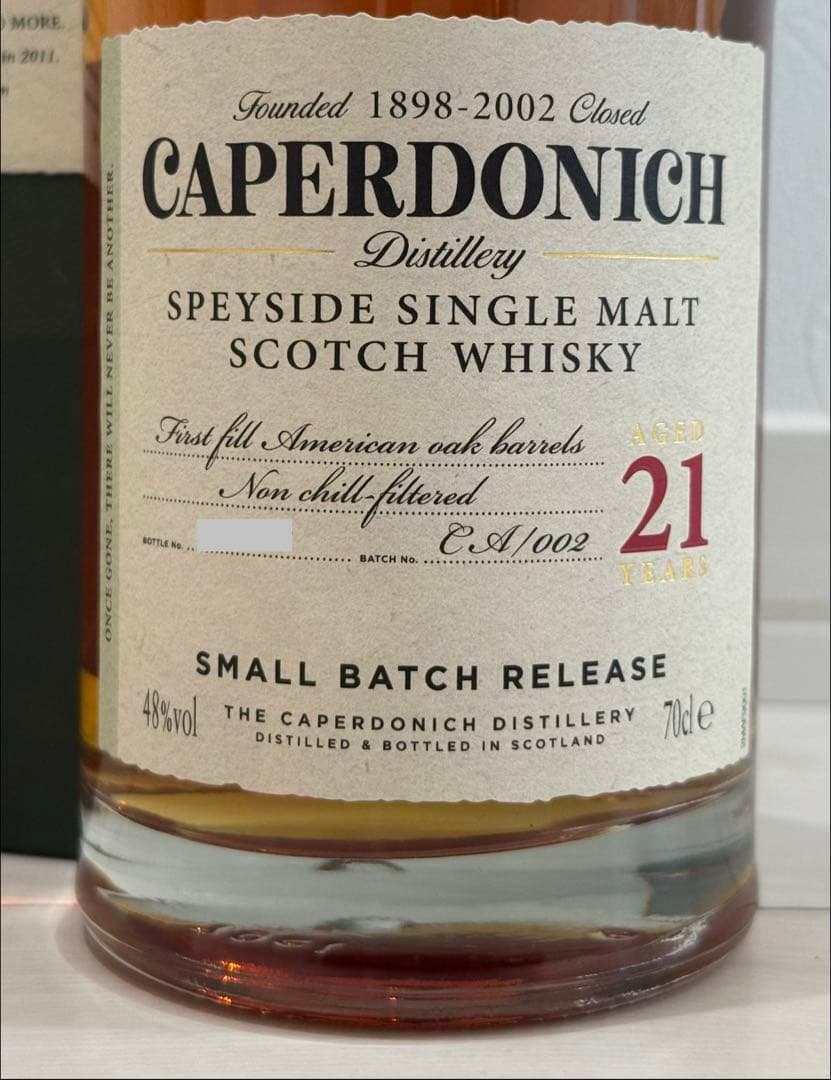 MORE.
in 2011.
Founded 1898-2002 Closed
CAPERDONICH
Distillery
SPEYSIDE SINGLE MALT
SCOTCH WHISKY
First fill American oak barrels
Non chill-filtered
AGED
21
YEARS
BOTTLE No.
BATCH No. CA/002
SMALL BATCH RELEASE
48%vol
THE CAPERDONICH DISTILLERY
DISTILLED & BOTTLED IN SCOTLAND
70cl e
ONCE GONE, THERE WILL NEVER BE ANOTHER.